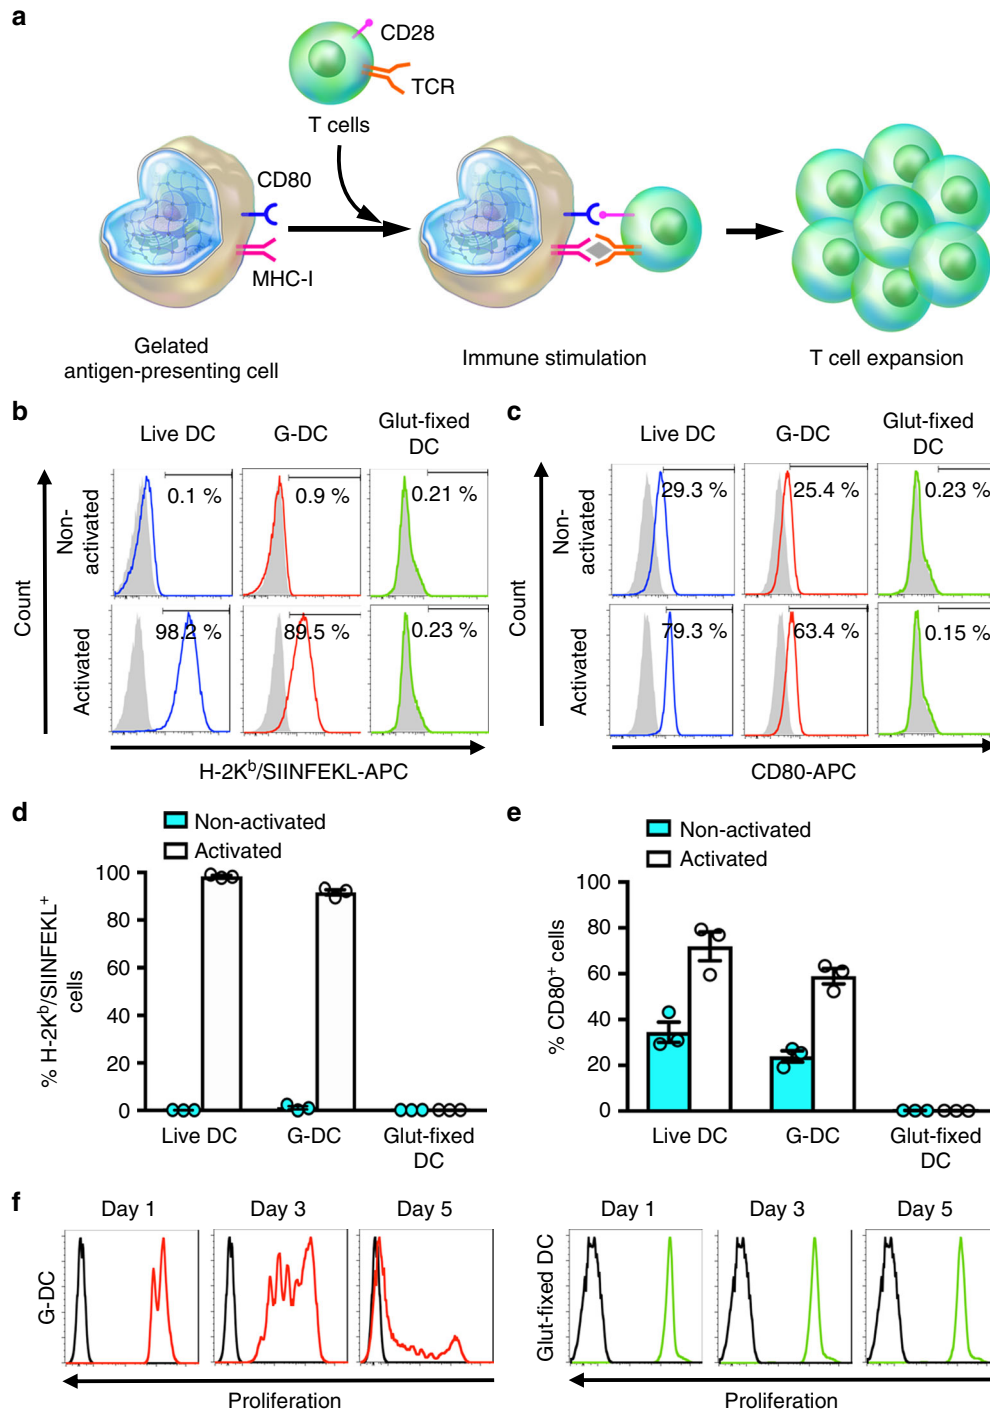 a
CD28
TCR
T cells
CD80
MHC-I
Gelated
antigen-presenting cell
Immune stimulation
T cell expansion
b
Live DC
G-DC
Glut-fixed
DC
Non-
activated
0.1 %
0.9 %
0.21 %
Activated
98.2 %
89.5 %
0.23 %
Count
H-2Kᵇ/SIINFEKL-APC
c
Live DC
G-DC
Glut-fixed
DC
Non-
activated
29.3 %
25.4 %
0.23 %
Activated
79.3 %
63.4 %
0.15 %
Count
CD80-APC
d
Non-activated
Activated
% H-2Kᵇ/SIINFEKL⁺
cells
100
80
60
40
20
0
Live DC
G-DC
Glut-fixed
DC
e
Non-activated
Activated
% CD80⁺ cells
100
80
60
40
20
0
Live DC
G-DC
Glut-fixed
DC
f
Day 1
Day 3
Day 5
G-DC
Proliferation
Day 1
Day 3
Day 5
Glut-fixed DC
Proliferation